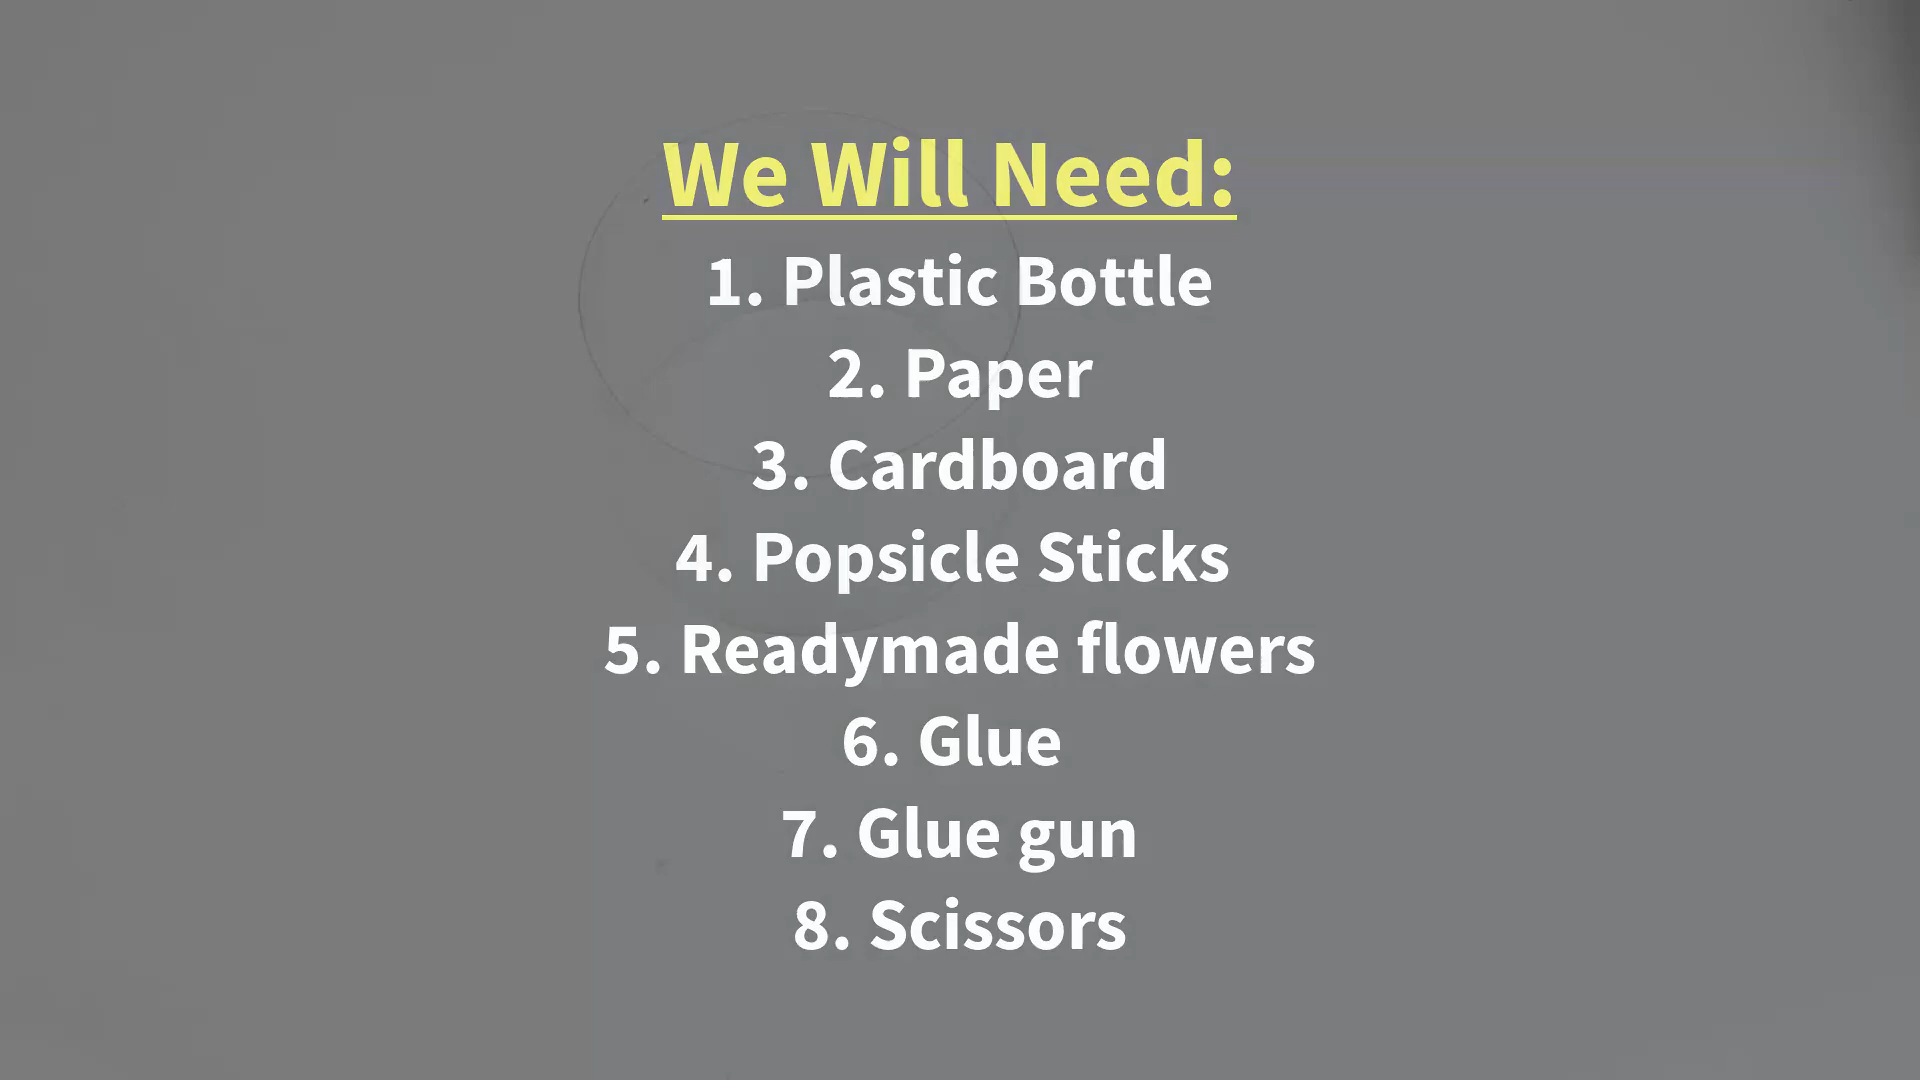 We Will Need:
1. Plastic Bottle
2. Paper
3. Cardboard
4. Popsicle Sticks
5. Readymade flowers
6. Glue
7. Glue gun
8. Scissors